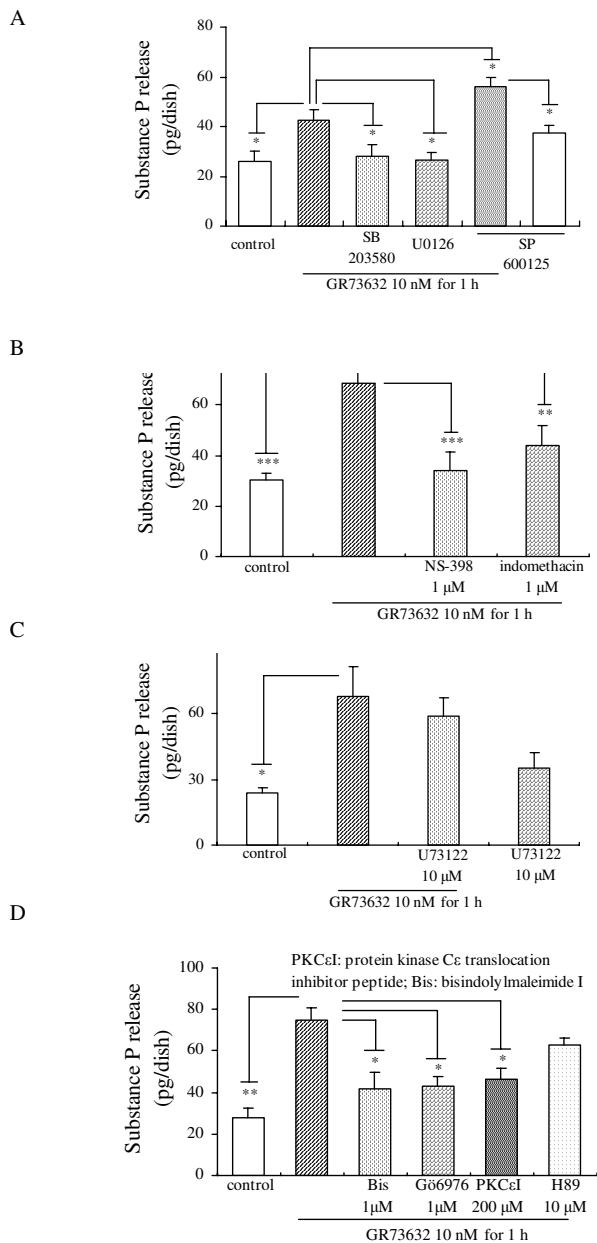 A
Substance P release
(pg/dish)
80
60
40
20
0
*
*
*
*
*
control
SB
203580
U0126
SP
600125
GR73632 10 nM for 1 h
B
Substance P release
(pg/dish)
60
40
20
0
***
***
**
control
NS-398
1 μM
indomethacin
1 μM
GR73632 10 nM for 1 h
C
Substance P release
(pg/dish)
60
30
0
*
control
U73122
10 μM
U73122
10 μM
GR73632 10 nM for 1 h
D
PKCεI: protein kinase Cε translocation
inhibitor peptide; Bis: bisindolylmaleimide I
Substance P release
(pg/dish)
100
80
60
40
20
0
**
*
*
*
control
Bis
1μM
Gö6976
1μM
PKCεI
200 μM
H89
10 μM
GR73632 10 nM for 1 h